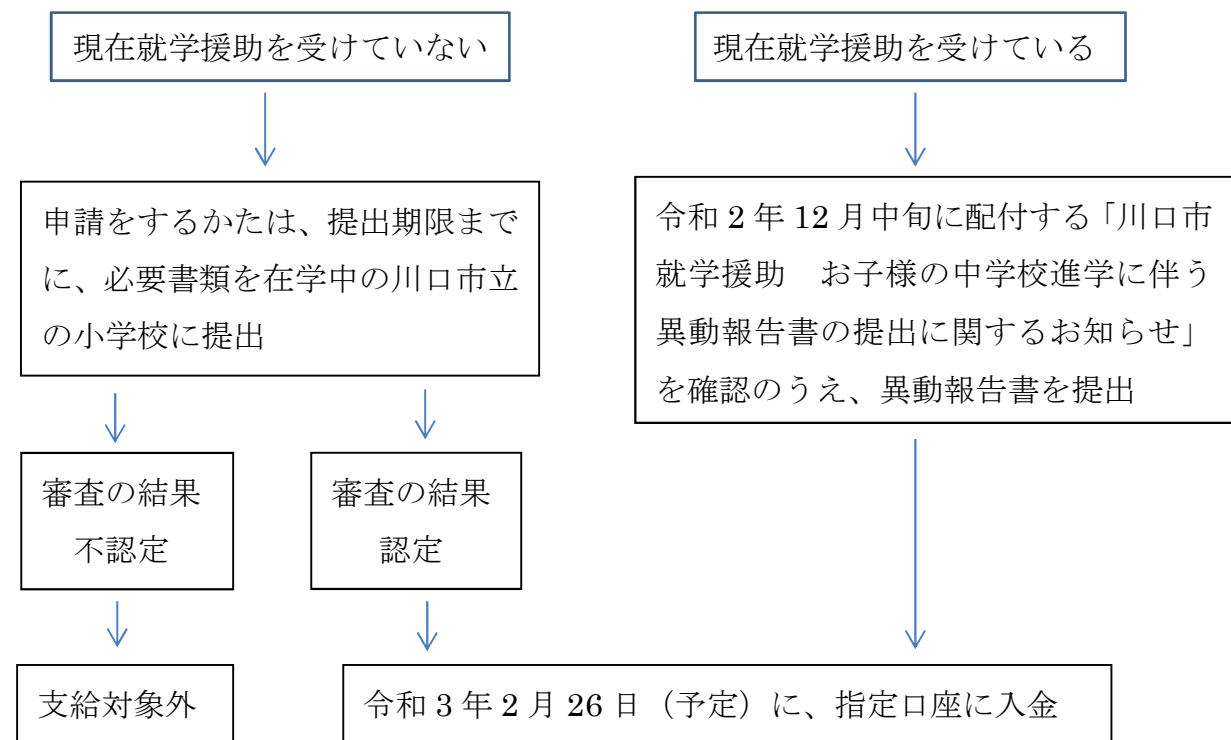 現在就学援助を受けていない
現在就学援助を受けている
申請をするかたは、提出期限まで
に、必要書類を在学中の川口市立
の小学校に提出
令和 2 年 12 月中旬に配付する「川口市
就学援助　お子様の中学校進学に伴う
異動報告書の提出に関するお知らせ」
を確認のうえ、異動報告書を提出
審査の結果
不認定
審査の結果
認定
支給対象外
令和 3 年 2 月 26 日（予定）に、指定口座に入金